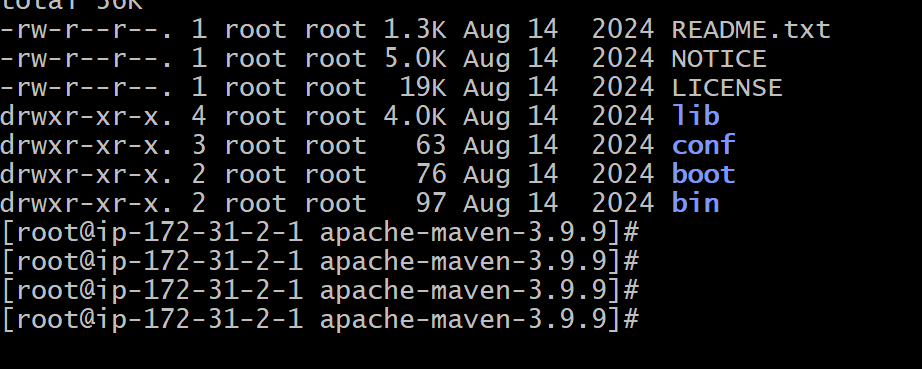 total 36K
-rw-r--r--. 1 root root 1.3K Aug 14  2024 README.txt
-rw-r--r--. 1 root root 5.0K Aug 14  2024 NOTICE
-rw-r--r--. 1 root root  19K Aug 14  2024 LICENSE
drwxr-xr-x. 4 root root 4.0K Aug 14  2024 lib
drwxr-xr-x. 3 root root   63 Aug 14  2024 conf
drwxr-xr-x. 2 root root   76 Aug 14  2024 boot
drwxr-xr-x. 2 root root   97 Aug 14  2024 bin
[root@ip-172-31-2-1 apache-maven-3.9.9]#
[root@ip-172-31-2-1 apache-maven-3.9.9]#
[root@ip-172-31-2-1 apache-maven-3.9.9]#
[root@ip-172-31-2-1 apache-maven-3.9.9]#